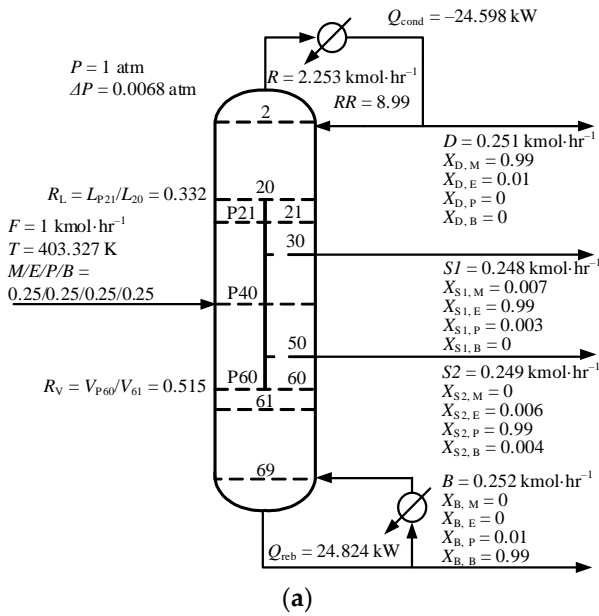 Q_cond = −24.598 kW
P = 1 atm
ΔP = 0.0068 atm
R = 2.253 kmol·hr⁻¹
RR = 8.99
2
D = 0.251 kmol·hr⁻¹
X_D, M = 0.99
X_D, E = 0.01
X_D, P = 0
X_D, B = 0
R_L = L_P21/L_20 = 0.332
20
P21
21
F = 1 kmol·hr⁻¹
T = 403.327 K
M/E/P/B =
0.25/0.25/0.25/0.25
30
S1 = 0.248 kmol·hr⁻¹
X_S1, M = 0.007
X_S1, E = 0.99
X_S1, P = 0.003
X_S1, B = 0
P40
50
S2 = 0.249 kmol·hr⁻¹
X_S2, M = 0
X_S2, E = 0.006
X_S2, P = 0.99
X_S2, B = 0.004
R_V = V_P60/V_61 = 0.515
P60
60
61
69
B = 0.252 kmol·hr⁻¹
X_B, M = 0
X_B, E = 0
X_B, P = 0.01
X_B, B = 0.99
Q_reb = 24.824 kW
(a)